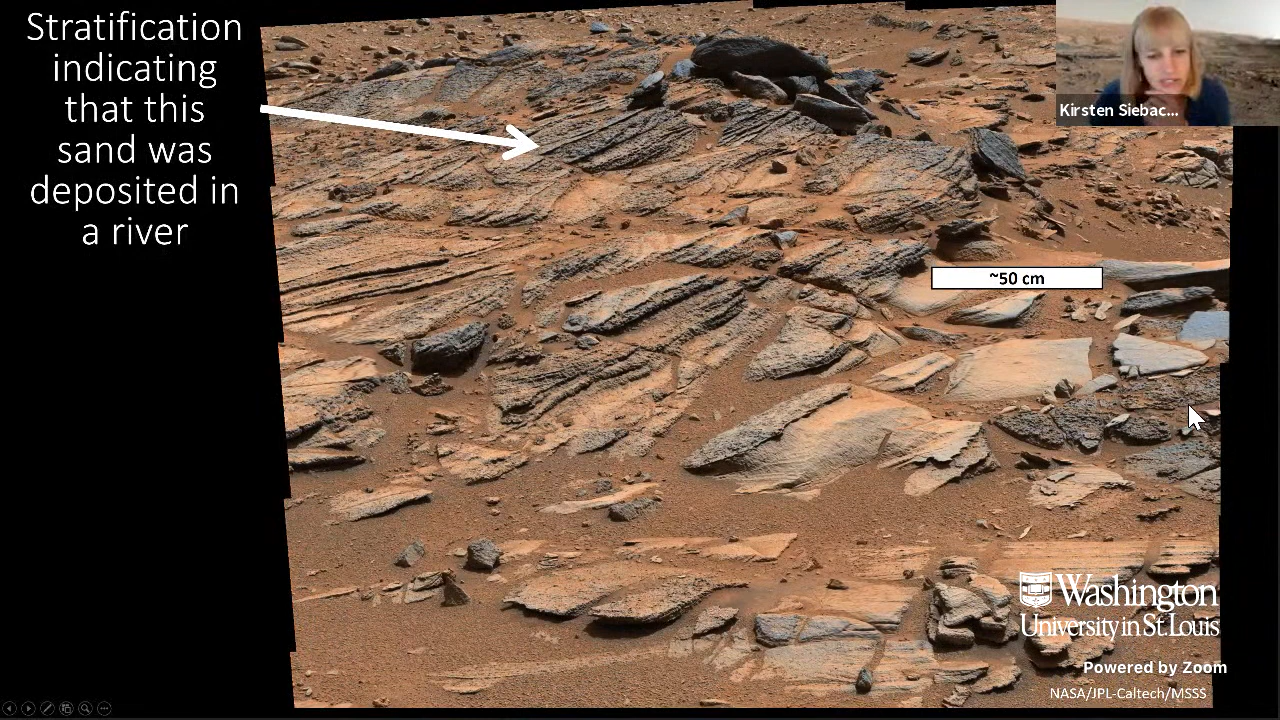 Stratification
indicating
that this
sand was
deposited in
a river
Kirsten Siebac...
~50 cm
Washington
University in St. Louis
Powered by Zoom
NASA/JPL-Caltech/MSSS